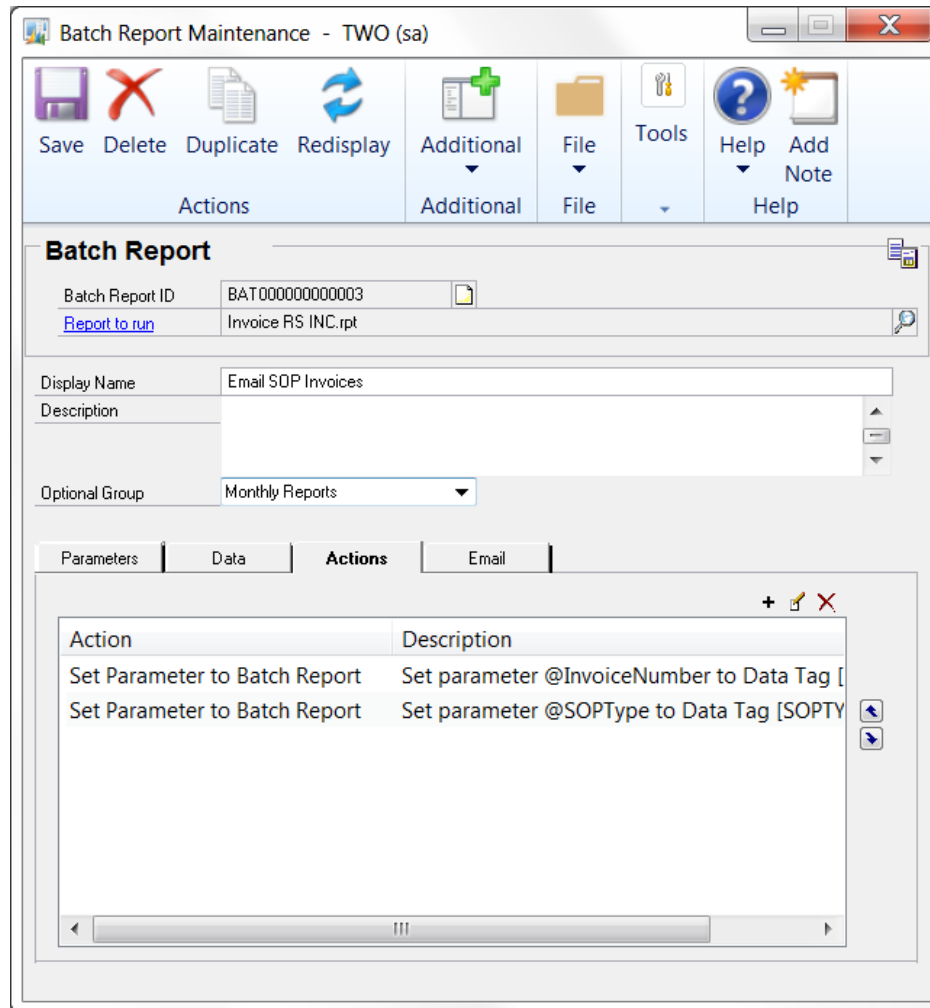 Batch Report Maintenance - TWO (sa)
Save Delete Duplicate Redisplay Additional File Tools Help Add Note
Actions Additional File Help
Batch Report
Batch Report ID BAT000000000003
Report to run Invoice RS INC.rpt
Display Name Email SOP Invoices
Description
Optional Group Monthly Reports
Parameters Data Actions Email
Action Description
Set Parameter to Batch Report Set parameter @InvoiceNumber to Data Tag [
Set Parameter to Batch Report Set parameter @SOPType to Data Tag [SOPTY